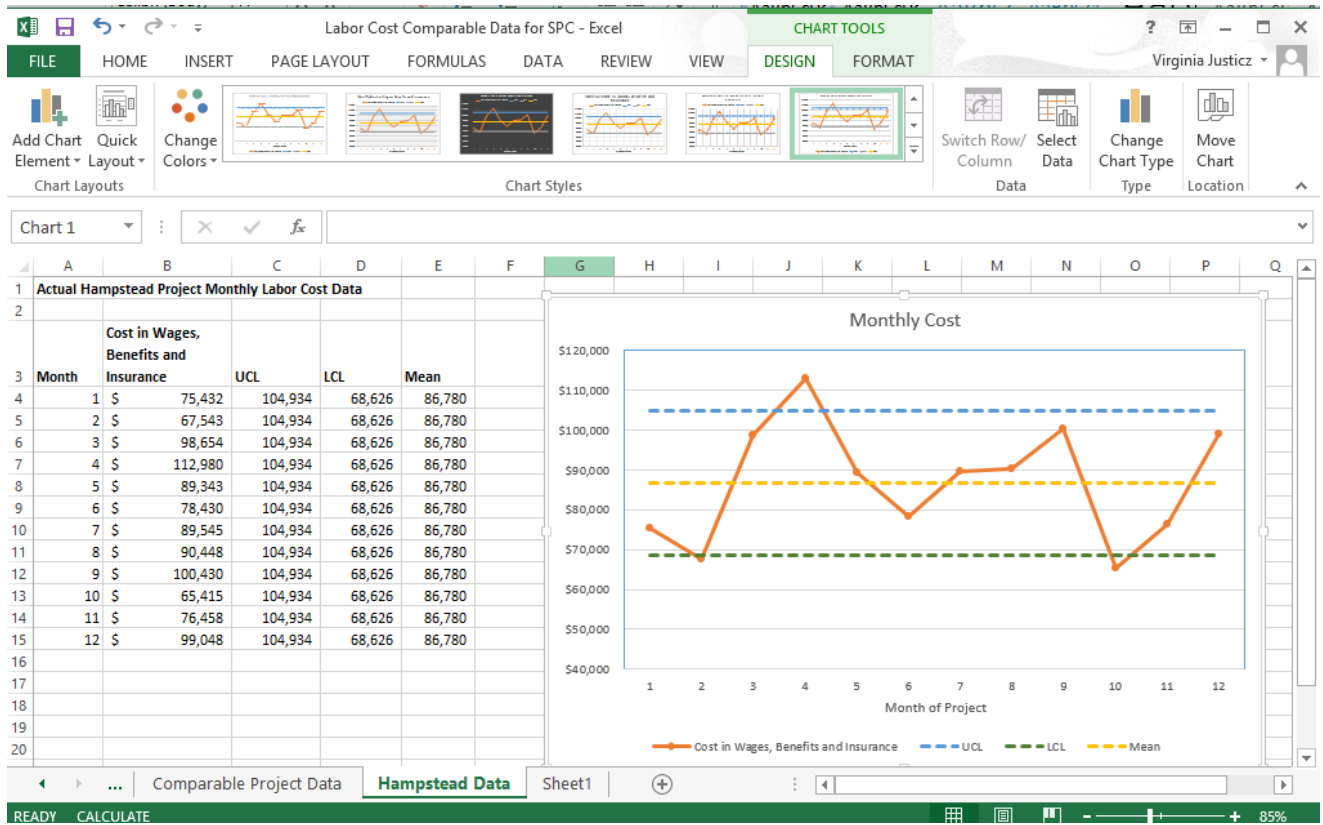 Labor Cost Comparable Data for SPC - Excel
CHART TOOLS
?
FILE HOME INSERT PAGE LAYOUT FORMULAS DATA REVIEW VIEW DESIGN FORMAT Virginia Justicz
Add Chart Element
Quick Layout
Change Colors
Switch Row/ Column
Select Data
Change Chart Type
Move Chart
Chart Layouts
Chart Styles
Data
Type
Location
Chart 1
fx
A B C D E F G H I J K L M N O P Q
1 Actual Hampstead Project Monthly Labor Cost Data
2
Cost in Wages,
Benefits and
3 Month Insurance UCL LCL Mean
4 1 $ 75,432 104,934 68,626 86,780
5 2 $ 67,543 104,934 68,626 86,780
6 3 $ 98,654 104,934 68,626 86,780
7 4 $ 112,980 104,934 68,626 86,780
8 5 $ 89,343 104,934 68,626 86,780
9 6 $ 78,430 104,934 68,626 86,780
10 7 $ 89,545 104,934 68,626 86,780
11 8 $ 90,448 104,934 68,626 86,780
12 9 $ 100,430 104,934 68,626 86,780
13 10 $ 65,415 104,934 68,626 86,780
14 11 $ 76,458 104,934 68,626 86,780
15 12 $ 99,048 104,934 68,626 86,780
16
17
18
19
20
Monthly Cost
$120,000
$110,000
$100,000
$90,000
$80,000
$70,000
$60,000
$50,000
$40,000
1 2 3 4 5 6 7 8 9 10 11 12
Month of Project
Cost in Wages, Benefits and Insurance UCL LCL Mean
... Comparable Project Data Hampstead Data Sheet1
READY CALCULATE 85%